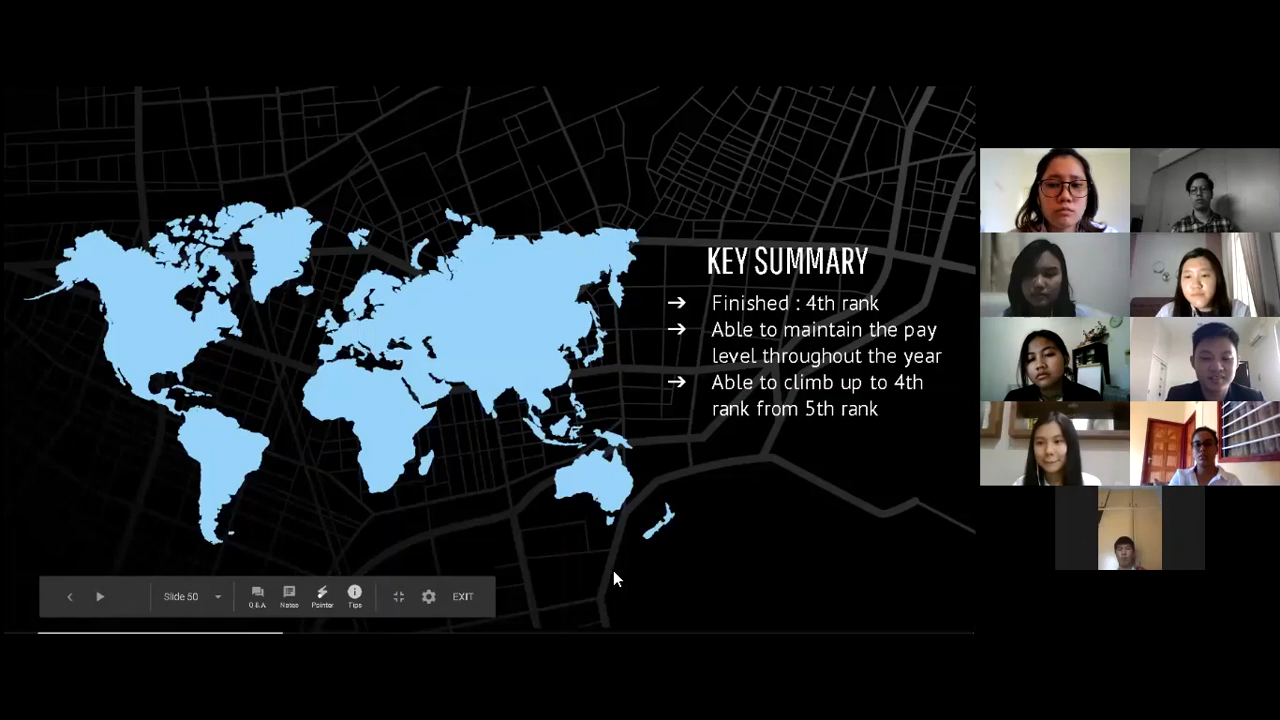 KEY SUMMARY
➔ Finished : 4th rank
➔ Able to maintain the pay
level throughout the year
➔ Able to climb up to 4th
rank from 5th rank
Slide 50
Q&A
Notes
Pointer
Tips
EXIT